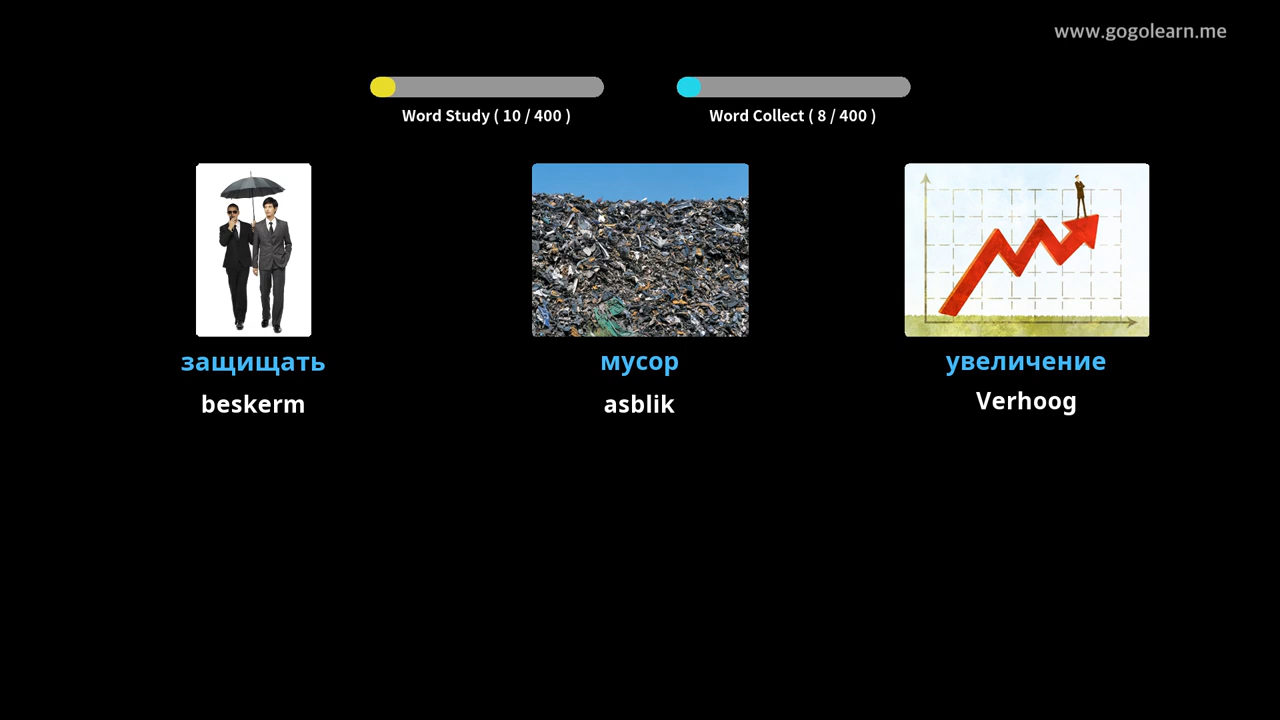 www.gogolearn.me
Word Study ( 10 / 400 )
Word Collect ( 8 / 400 )
защищать
мусор
увеличение
beskerm
asblik
Verhoog